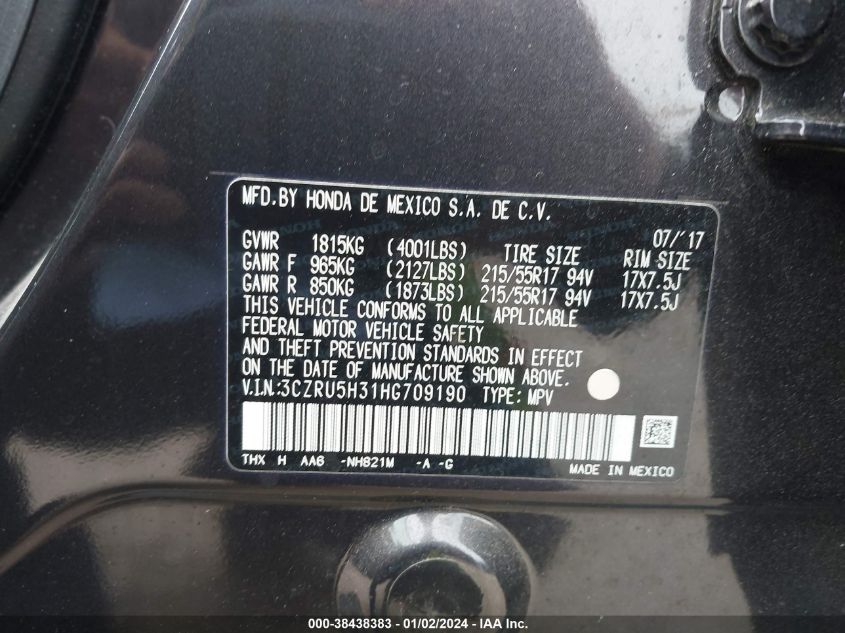 MFD.BY HONDA DE MEXICO S.A. DE C.V.
07/'17
GVWR 1815KG (4001LBS) TIRE SIZE RIM SIZE
GAWR F 965KG (2127LBS) 215/55R17 94V 17X7.5J
GAWR R 850KG (1873LBS) 215/55R17 94V 17X7.5J
THIS VEHICLE CONFORMS TO ALL APPLICABLE
FEDERAL MOTOR VEHICLE SAFETY
AND THEFT PREVENTION STANDARDS IN EFFECT
ON THE DATE OF MANUFACTURE SHOWN ABOVE.
V.I.N.:3CZRU5H31HG709190 TYPE: MPV
THX H AA6 -NH821M -A -G
MADE IN MEXICO
000-38438383 - 01/02/2024 - IAA Inc.